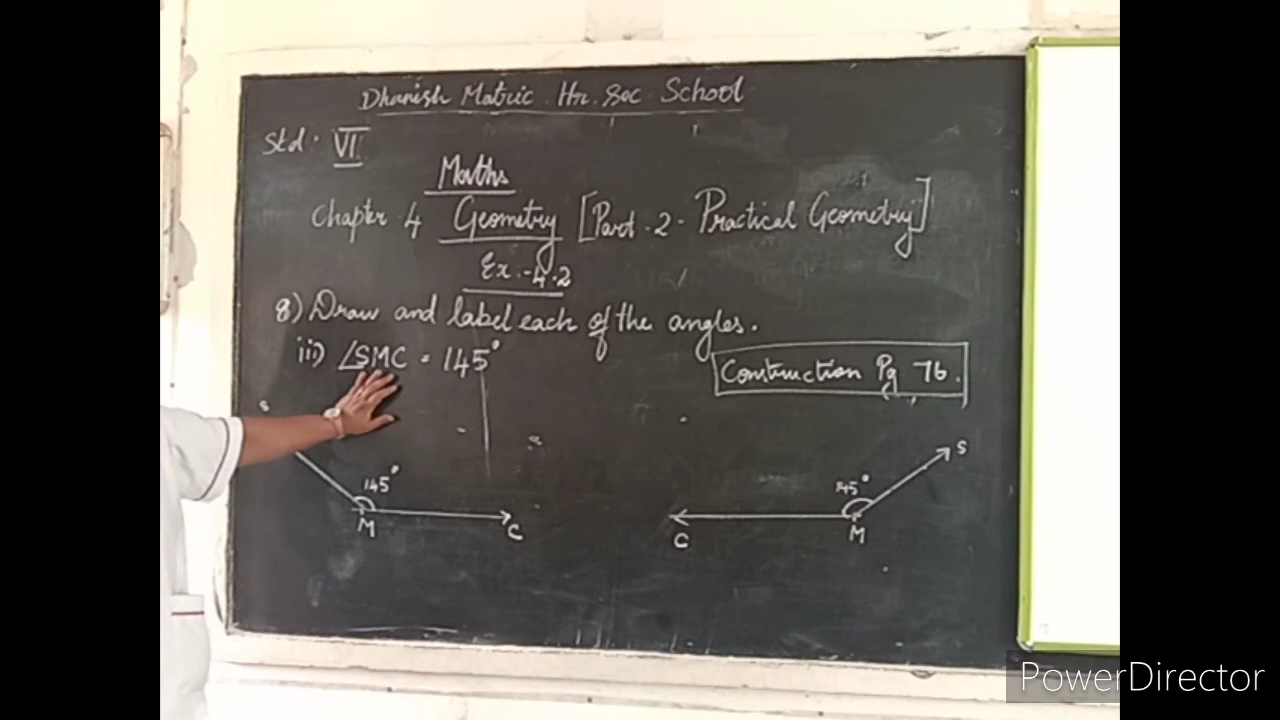 Dhanish Matric. Hr. Sec School
Std. VI
Maths
Chapter. 4 Geometry [Part. 2 - Practical Geometry]
Ex. - 4.2
8) Draw and label each of the angles.
iii) ∠SMC = 145°
Construction Pg 76.
S
145°
M
C
S
145°
M
C
PowerDirector